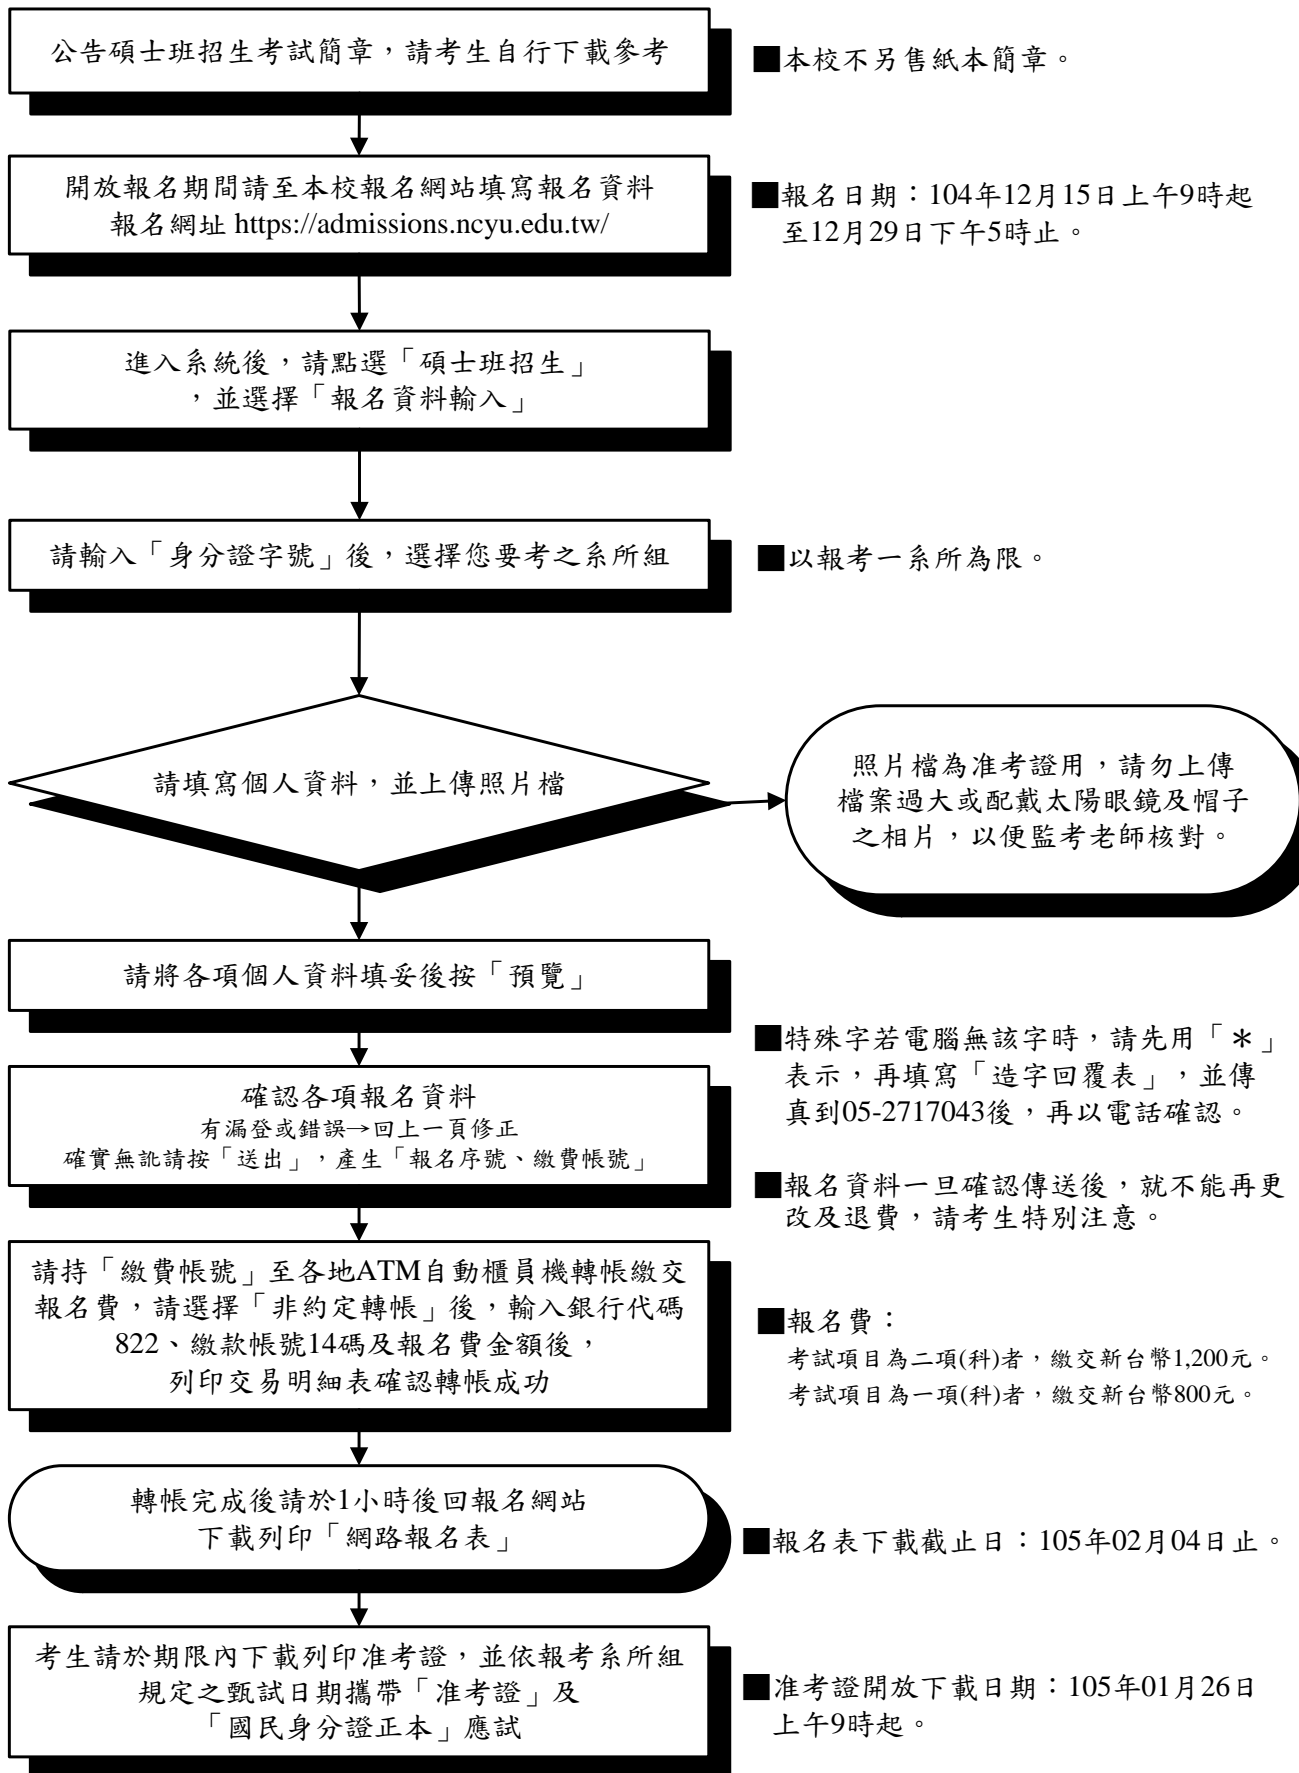 公告碩士班招生考試簡章，請考生自行下載參考
■本校不另售紙本簡章。
開放報名期間請至本校報名網站填寫報名資料
報名網址 https://admissions.ncyu.edu.tw/
■報名日期：104年12月15日上午9時起
至12月29日下午5時止。
進入系統後，請點選「碩士班招生」
，並選擇「報名資料輸入」
請輸入「身分證字號」後，選擇您要考之系所組
■以報考一系所為限。
請填寫個人資料，並上傳照片檔
照片檔為准考證用，請勿上傳
檔案過大或配戴太陽眼鏡及帽子
之相片，以便監考老師核對。
請將各項個人資料填妥後按「預覽」
■特殊字若電腦無該字時，請先用「＊」
表示，再填寫「造字回覆表」，並傳
真到05-2717043後，再以電話確認。
確認各項報名資料
有漏登或錯誤→回上一頁修正
確實無訛請按「送出」，產生「報名序號、繳費帳號」
■報名資料一旦確認傳送後，就不能再更
改及退費，請考生特別注意。
請持「繳費帳號」至各地ATM自動櫃員機轉帳繳交
報名費，請選擇「非約定轉帳」後，輸入銀行代碼
822、繳款帳號14碼及報名費金額後，
列印交易明細表確認轉帳成功
■報名費：
考試項目為二項(科)者，繳交新台幣1,200元。
考試項目為一項(科)者，繳交新台幣800元。
轉帳完成後請於1小時後回報名網站
下載列印「網路報名表」
■報名表下載截止日：105年02月04日止。
考生請於期限內下載列印准考證，並依報考系所組
規定之甄試日期攜帶「准考證」及
「國民身分證正本」應試
■准考證開放下載日期：105年01月26日
上午9時起。